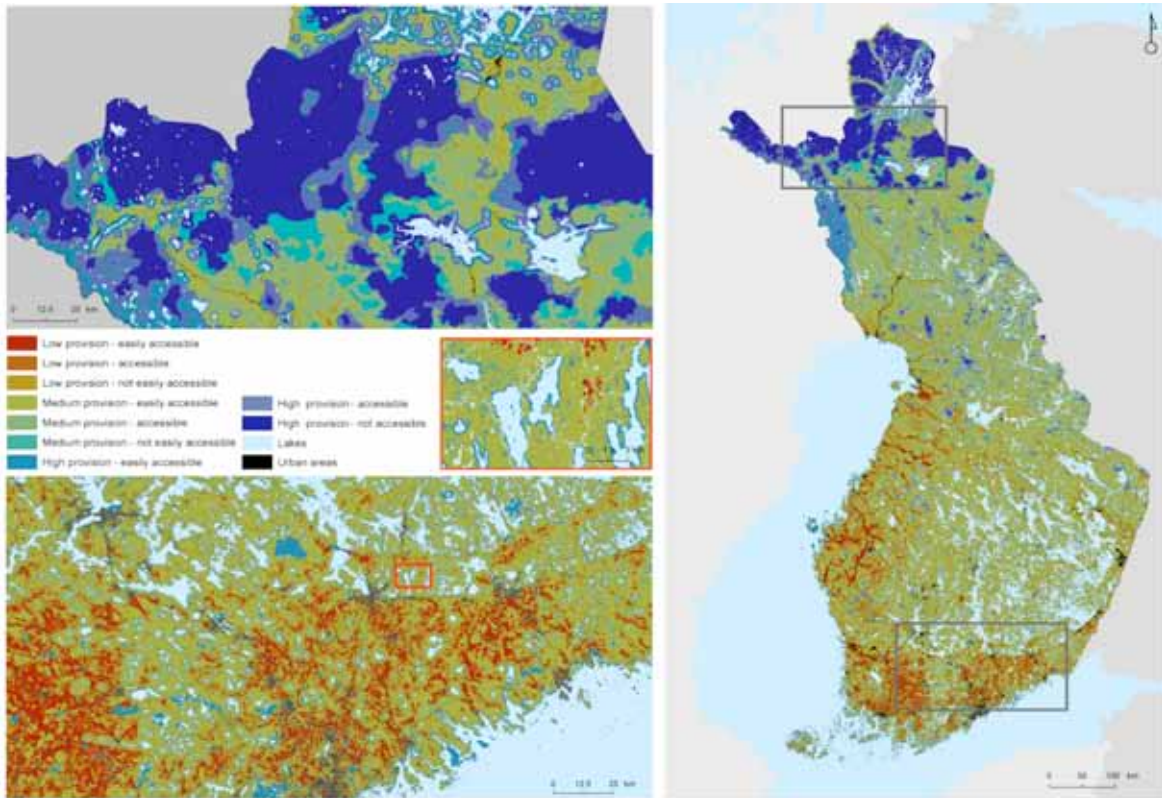 0 12.5 25 km
Low provision - easily accessible
Low provision - accessible
Low provision - not easily accessible
Medium provision - easily accessible
Medium provision - accessible
Medium provision - not easily accessible
High provision - easily accessible
High provision - accessible
High provision - not accessible
Lakes
Urban areas
0 12.5 25 km
0 50 100 km